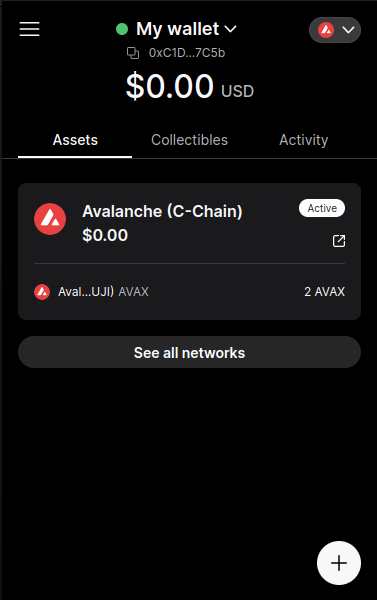 My wallet
0xC1D...7C5b
$0.00 USD
Assets Collectibles Activity
Avalanche (C-Chain) Active
$0.00
Aval...UJI) AVAX 2 AVAX
See all networks